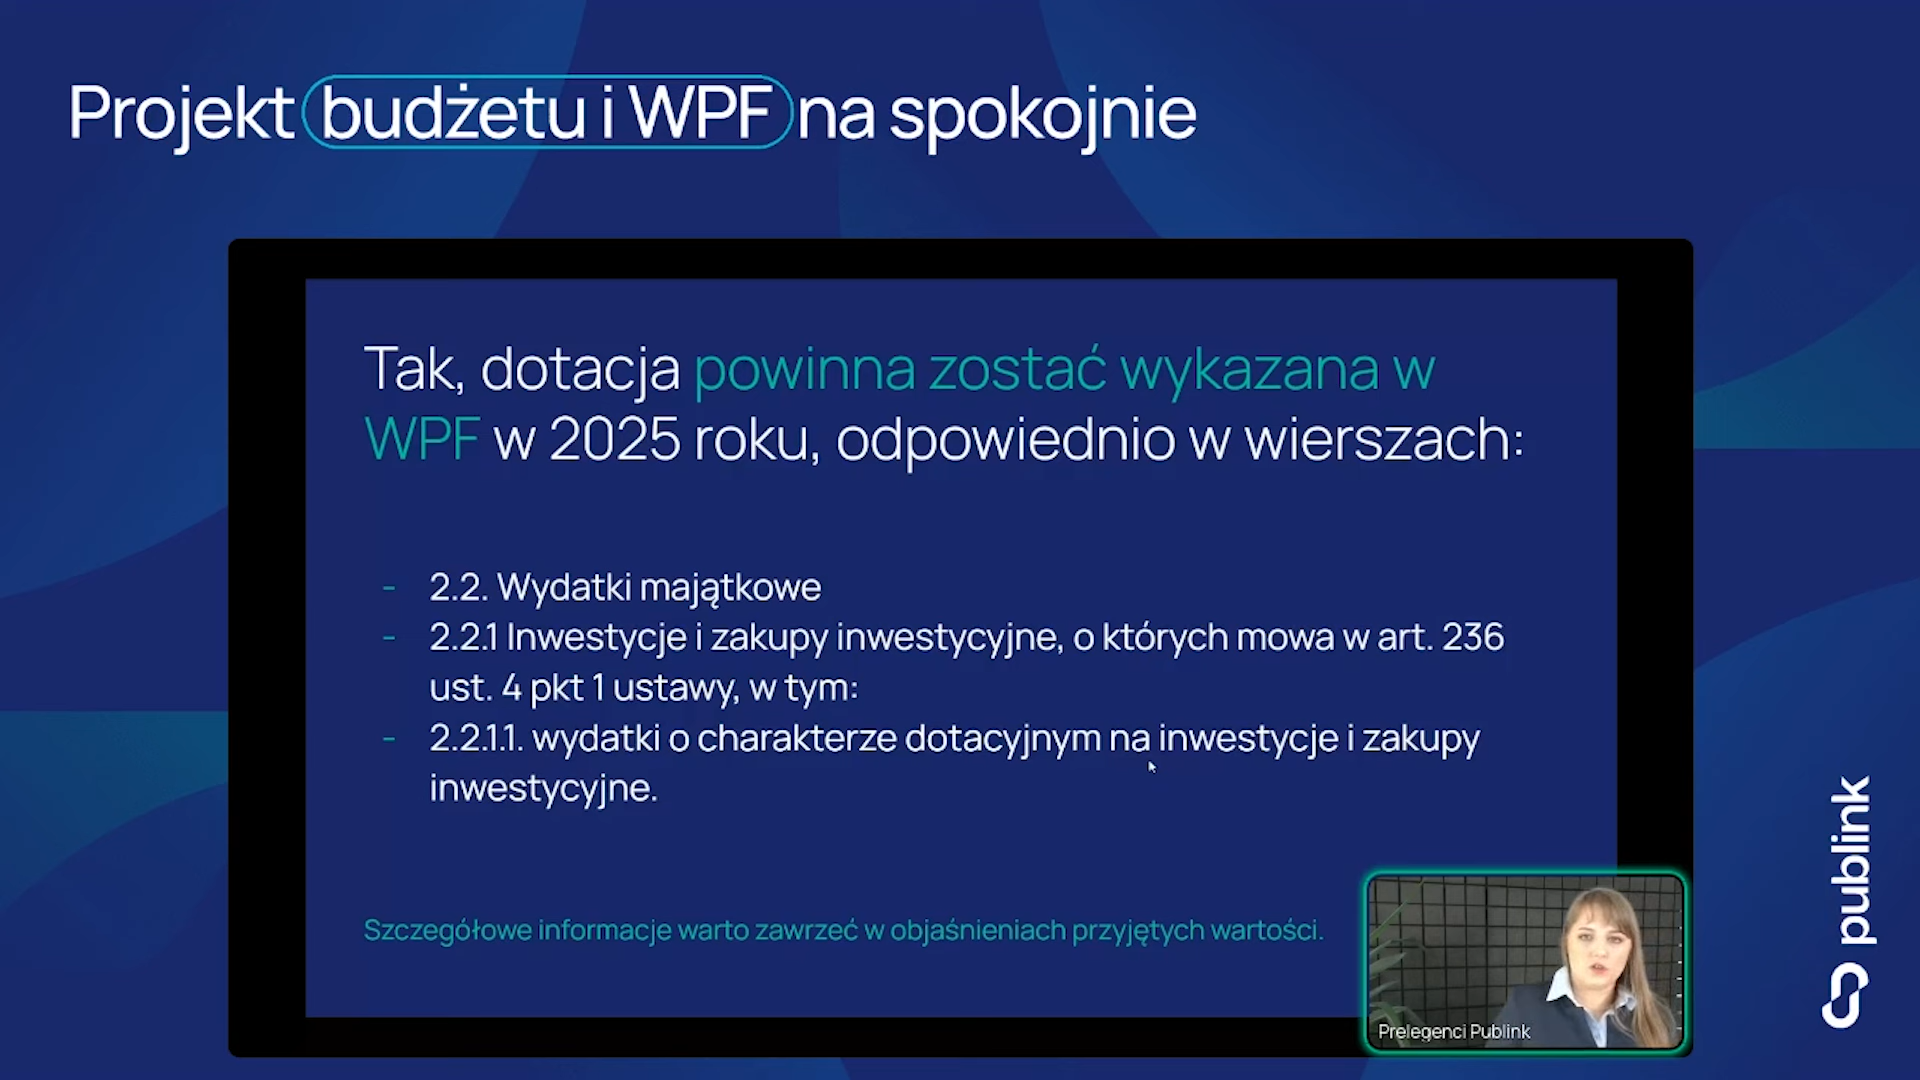 Projekt budżetu i WPF na spokojnie
Tak, dotacja powinna zostać wykazana w
WPF w 2025 roku, odpowiednio w wierszach:
- 2.2. Wydatki majątkowe
- 2.2.1 Inwestycje i zakupy inwestycyjne, o których mowa w art. 236
ust. 4 pkt 1 ustawy, w tym:
- 2.2.1.1. wydatki o charakterze dotacyjnym na inwestycje i zakupy
inwestycyjne.
Szczegółowe informacje warto zawrzeć w objaśnieniach przyjętych wartości.
Prelegenci Publink
publink